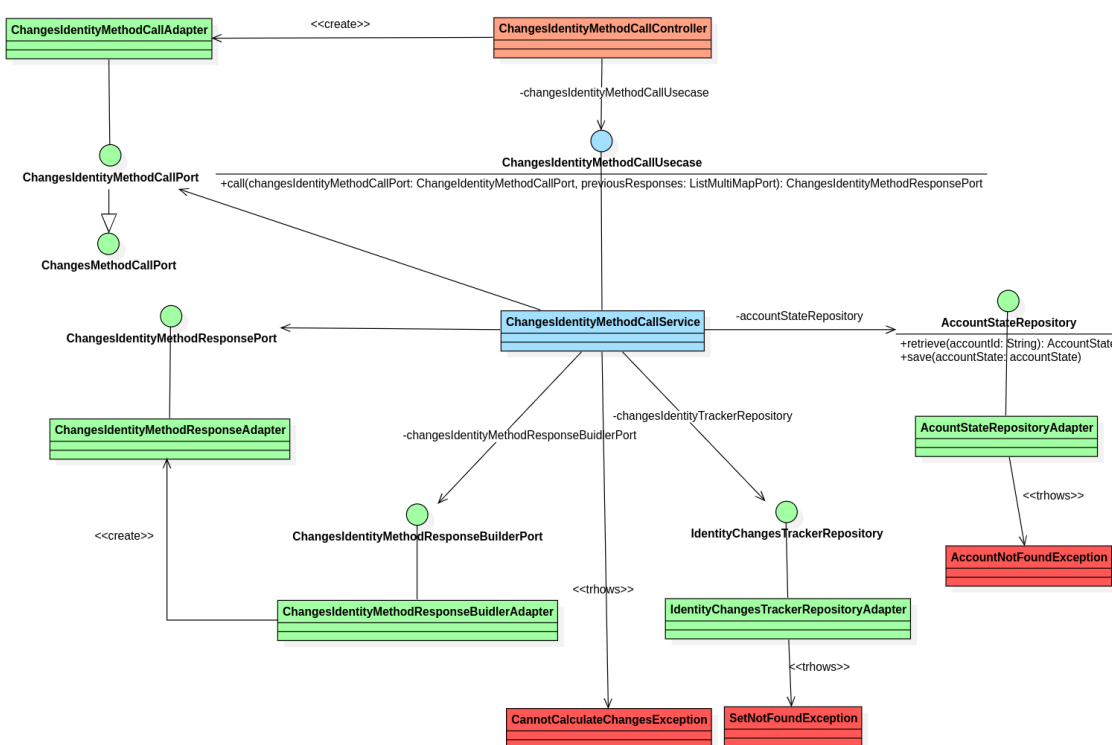 ChangesIdentityMethodCallAdapter
<<create>>
ChangesIdentityMethodCallController
-changesIdentityMethodCallUsecase
ChangesIdentityMethodCallUsecase
+call(changesIdentityMethodCallPort: ChangeIdentityMethodCallPort, previousResponses: ListMultiMapPort): ChangesIdentityMethodResponsePort
ChangesIdentityMethodCallPort
ChangesMethodCallPort
ChangesIdentityMethodResponsePort
ChangesIdentityMethodCallService
-accountStateRepository
AccountStateRepository
+retrieve(accountId: String): AccountState
+save(accountState: accountState)
ChangesIdentityMethodResponseAdapter
-changesIdentityTrackerRepository
-changesIdentityMethodResponseBuidlerPort
AcountStateRepositoryAdapter
<<trhows>>
AccountNotFoundException
<<create>>
ChangesIdentityMethodResponseBuilderPort
IdentityChangesTrackerRepository
<<trhows>>
ChangesIdentityMethodResponseBuidlerAdapter
IdentityChangesTrackerRepositoryAdapter
<<trhows>>
CannotCalculateChangesException
SetNotFoundException